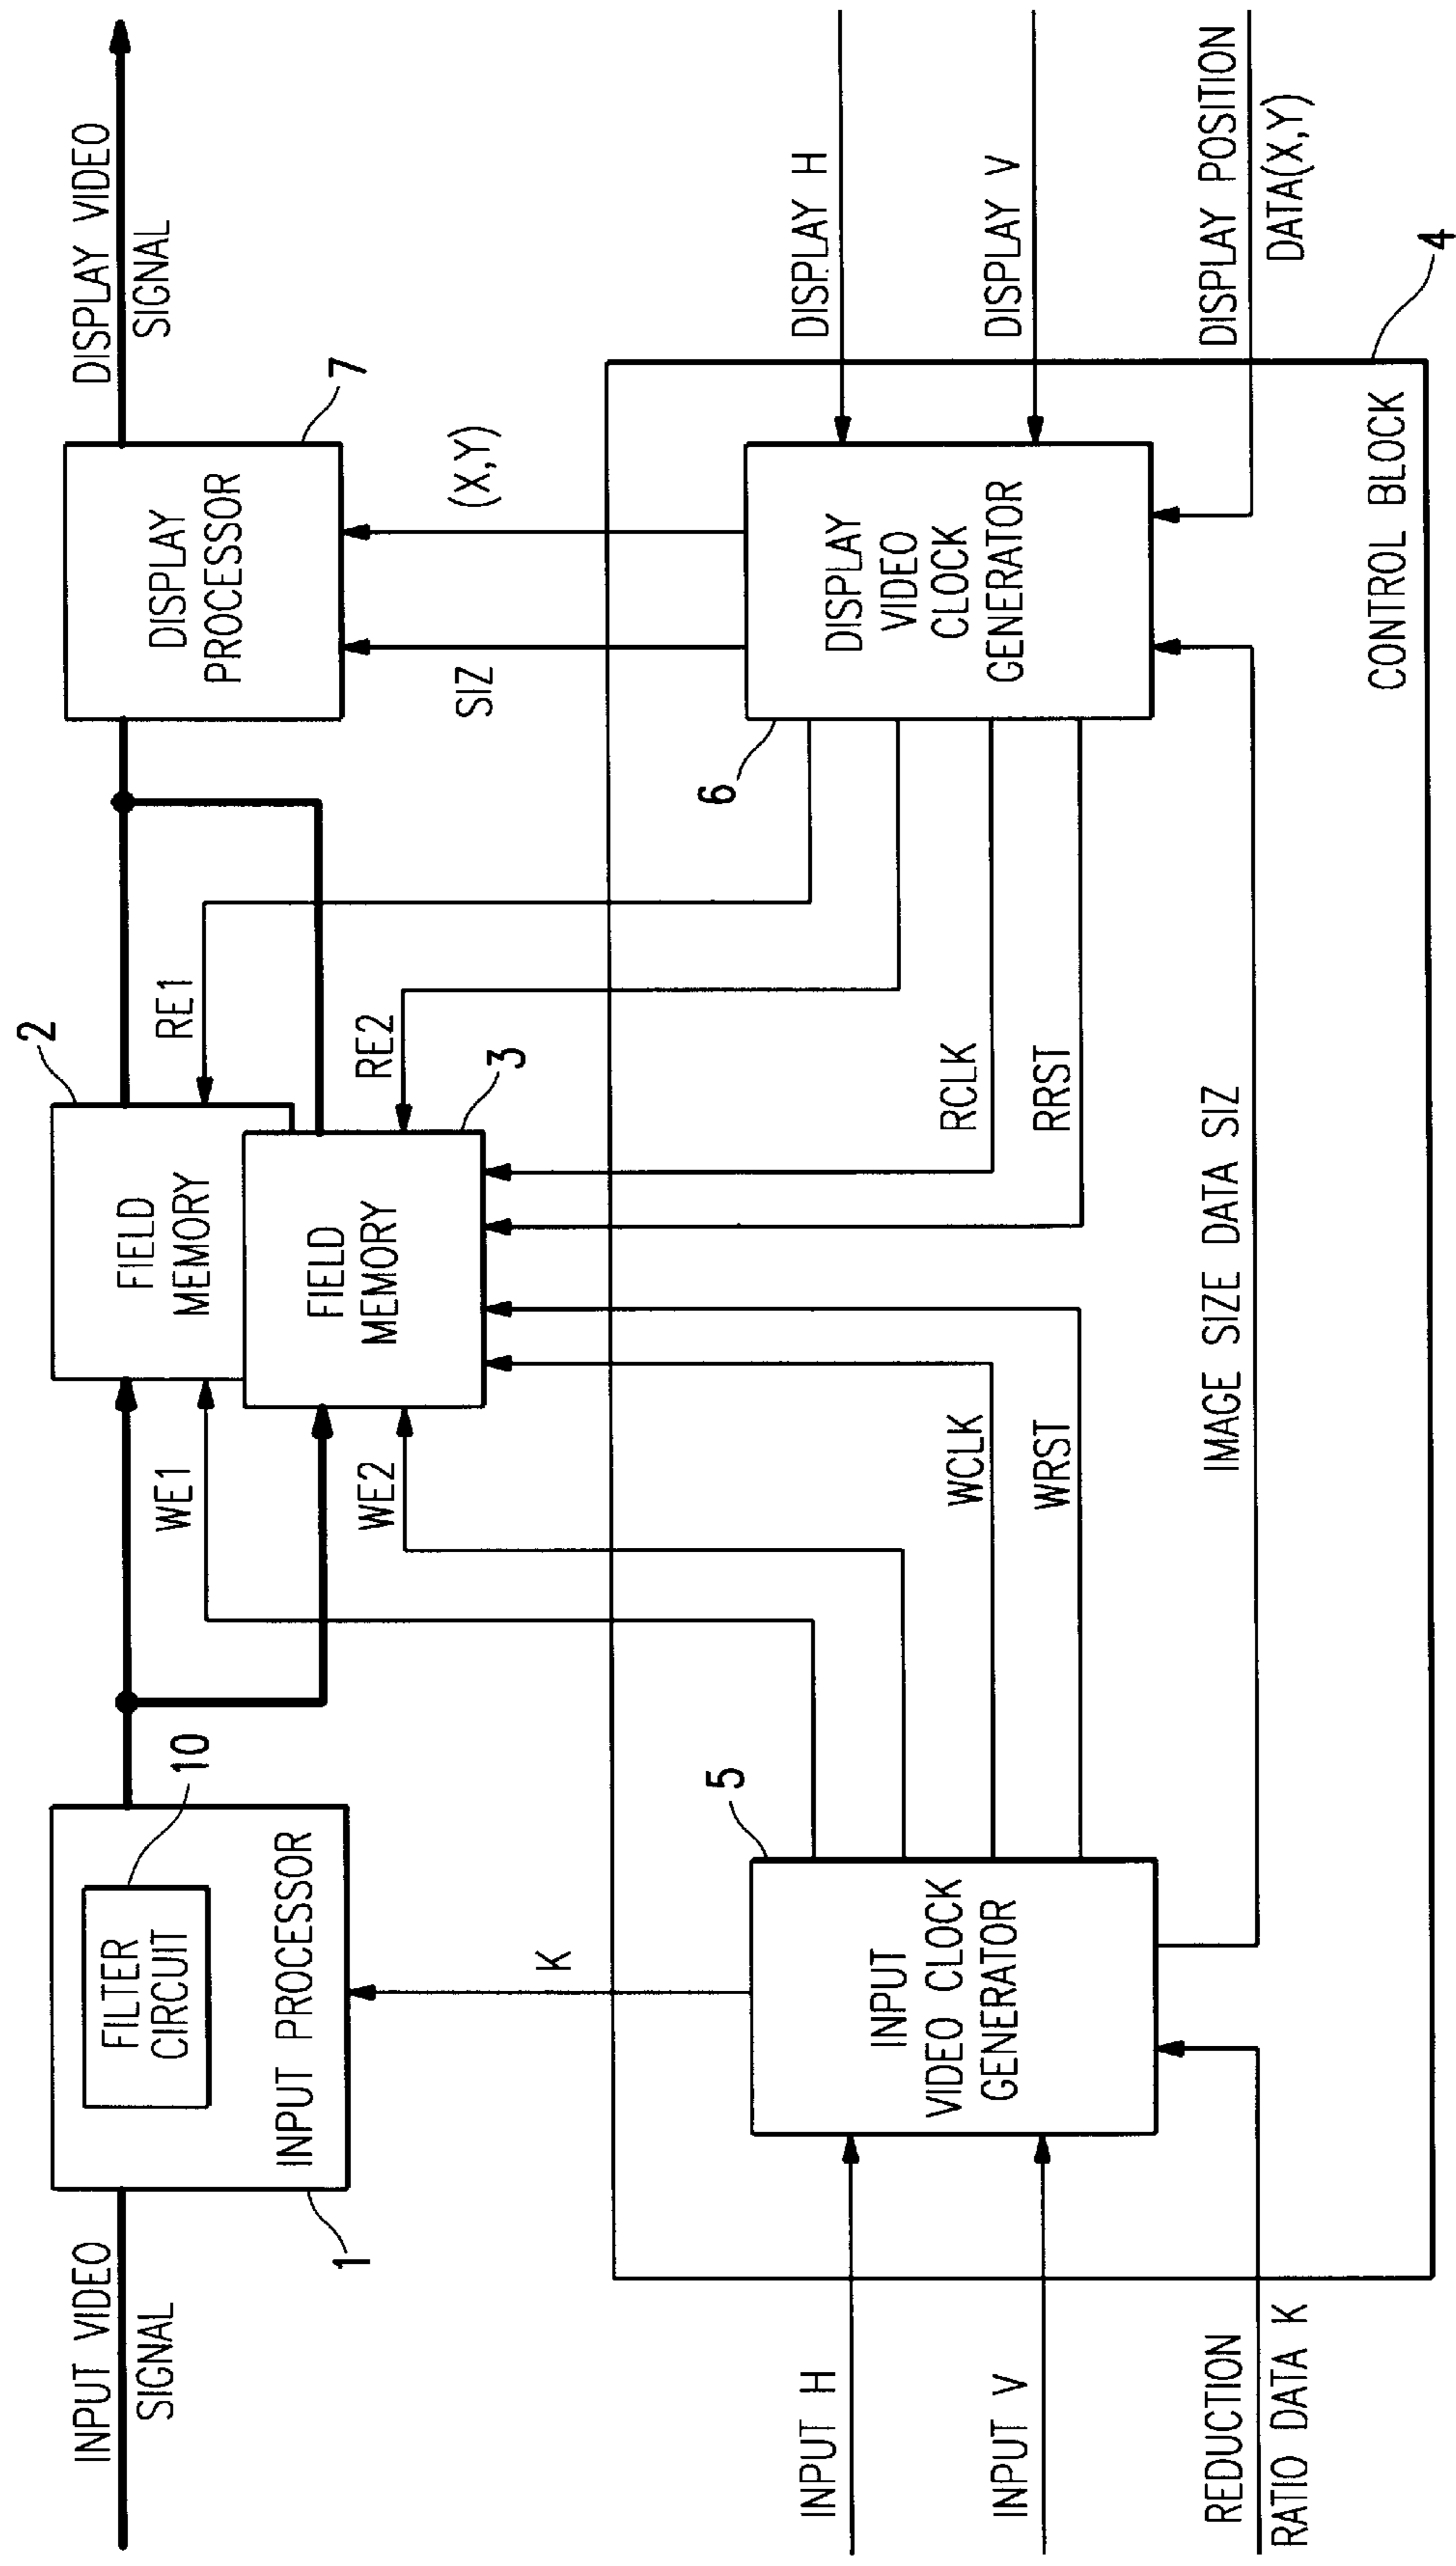 INPUT VIDEO
SIGNAL
1
FILTER
CIRCUIT
INPUT PROCESSOR
10
WE1
WE2
2
FIELD
MEMORY
FIELD
MEMORY
3
RE1
RE2
DISPLAY
PROCESSOR
7
DISPLAY VIDEO
SIGNAL
K
SIZ
(X,Y)
INPUT H
INPUT V
REDUCTION
RATIO DATA K
5
INPUT
VIDEO CLOCK
GENERATOR
WCLK
WRST
RCLK
RRST
IMAGE SIZE DATA SIZ
6
DISPLAY
VIDEO
CLOCK
GENERATOR
DISPLAY H
DISPLAY V
DISPLAY POSITION
DATA(X,Y)
CONTROL BLOCK
4